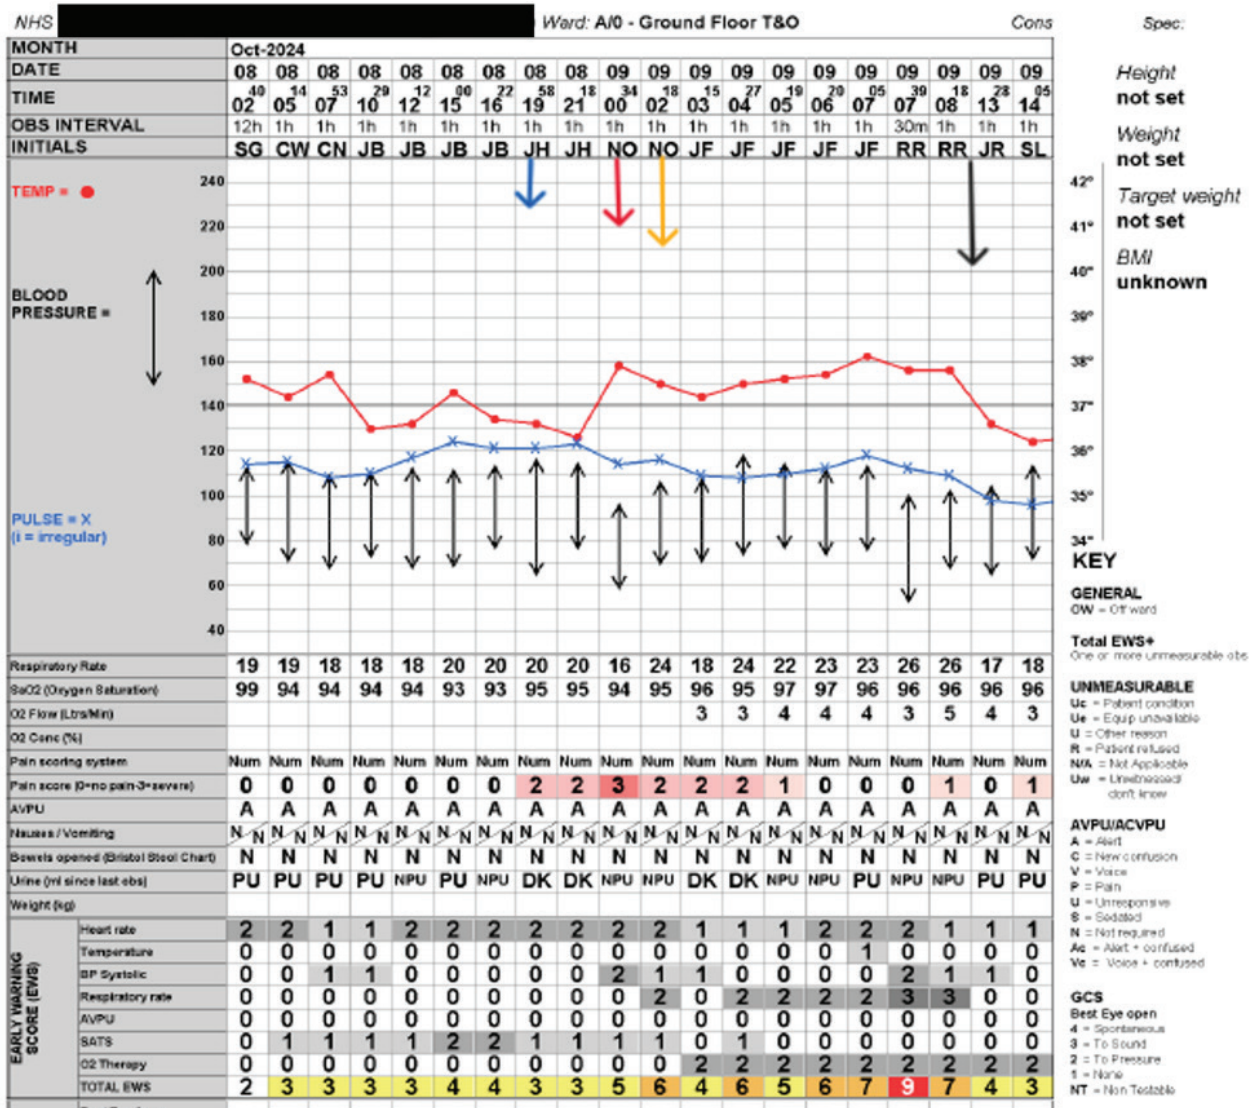 NHS Ward: A/0 - Ground Floor T&O Cons Spec:
MONTH Oct-2024
DATE 08 08 08 08 08 08 08 08 08 09 09 09 09 09 09 09 09 09 09 09
TIME 02 40 05 14 07 53 10 29 12 12 15 00 16 22 19 58 21 18 00 34 02 18 03 15 04 27 05 19 06 20 07 05 07 39 08 18 13 28 14 05
OBS INTERVAL 12h 1h 1h 1h 1h 1h 1h 1h 1h 1h 1h 1h 1h 1h 1h 1h 30m 1h 1h 1h
INITIALS SG CW CN JB JB JB JB JH JH NO NO JF JF JF JF JF RR RR JR SL
Height
not set
Weight
not set
Target weight
not set
BMI
unknown
TEMP =
BLOOD
PRESSURE =
PULSE = X
(i = irregular)
240 42°
220 41°
200 40°
180 39°
160 38°
140 37°
120 36°
100 35°
80 34°
60
40
Respiratory Rate 19 19 18 18 18 20 20 20 20 16 24 18 24 22 23 23 26 26 17 18
SaO2 (Oxygen Saturation) 99 94 94 94 94 93 93 95 95 94 95 96 95 97 97 96 96 96 96 96
O2 Flow (Ltrs/Min) 3 3 4 4 4 3 5 4 3
O2 Conc (%)
Pain scoring system Num Num Num Num Num Num Num Num Num Num Num Num Num Num Num Num Num Num Num Num
Pain score (0=no pain-3=severe) 0 0 0 0 0 0 0 2 2 3 2 2 2 1 0 0 0 1 0 1
AVPU A A A A A A A A A A A A A A A A A A A A
Nausea / Vomiting N/N N/N N/N N/N N/N N/N N/N N/N N/N N/N N/N N/N N/N N/N N/N N/N N/N N/N N/N N/N
Bowels opened (Bristol Stool Chart) N N N N N N N N N N N N N N N N N N N N
Urine (ml since last obs) PU PU PU PU NPU PU NPU DK DK NPU NPU DK DK NPU NPU PU NPU NPU PU PU
Weight (kg)
EARLY WARNING
SCORE (EWS)
Heart rate 2 2 1 1 2 2 2 2 2 2 2 1 1 1 2 2 2 1 1 1
Temperature 0 0 0 0 0 0 0 0 0 0 0 0 0 0 0 1 0 0 0 0
BP Systolic 0 0 1 1 0 0 0 0 0 2 1 1 0 0 0 0 2 1 1 0
Respiratory rate 0 0 0 0 0 0 0 0 0 0 2 0 2 2 2 2 3 3 0 0
AVPU 0 0 0 0 0 0 0 0 0 0 0 0 0 0 0 0 0 0 0 0
SATS 0 1 1 1 1 2 2 1 1 1 1 0 1 0 0 0 0 0 0 0
O2 Therapy 0 0 0 0 0 0 0 0 0 0 0 2 2 2 2 2 2 2 2 2
TOTAL EWS 2 3 3 3 3 4 4 3 3 5 6 4 6 5 6 7 9 7 4 3
KEY
GENERAL
OW = Off ward
Total EWS+
One or more unmeasurable obs
UNMEASURABLE
Uc = Patient condition
Ue = Equip unavailable
U = Other reason
R = Patient refused
N/A = Not Applicable
Uw = Unwitnessed/
don't know
AVPU/ACVPU
A = Alert
C = New confusion
V = Voice
P = Pain
U = Unresponsive
S = Sedated
N = Not required
Ac = Alert + confused
Vc = Voice + confused
GCS
Best Eye open
4 = Spontaneous
3 = To Sound
2 = To Pressure
1 = None
NT = Non Testable